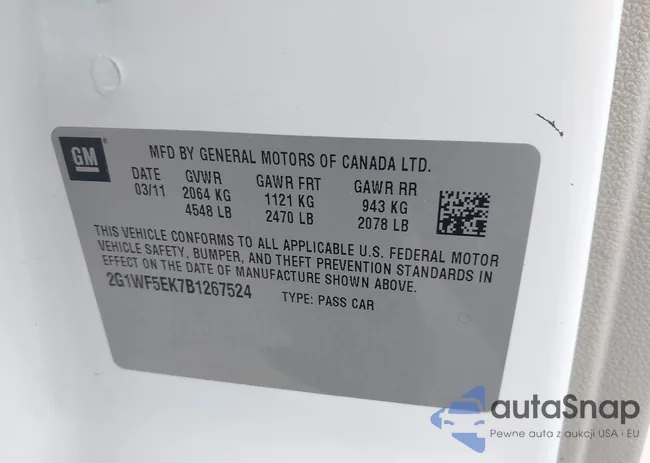 GM
MFD BY GENERAL MOTORS OF CANADA LTD.
DATE GVWR GAWR FRT GAWR RR
03/11 2064 KG 1121 KG 943 KG
4548 LB 2470 LB 2078 LB
THIS VEHICLE CONFORMS TO ALL APPLICABLE U.S. FEDERAL MOTOR
VEHICLE SAFETY, BUMPER, AND THEFT PREVENTION STANDARDS IN
EFFECT ON THE DATE OF MANUFACTURE SHOWN ABOVE.
2G1WF5EK7B1267524 TYPE: PASS CAR
autaSnap
Pewne auta z aukcji USA i EU